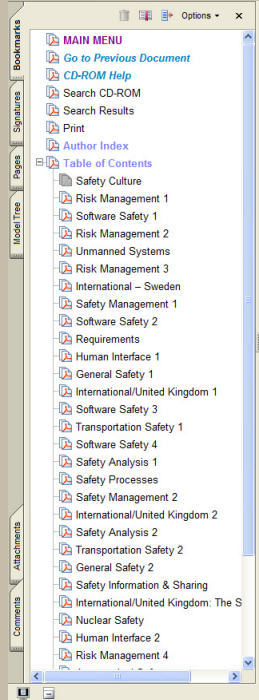 Options
Bookmarks
Signatures
Pages
Model Tree
Attachments
Comments
MAIN MENU
Go to Previous Document
CD-ROM Help
Search CD-ROM
Search Results
Print
Author Index
Table of Contents
Safety Culture
Risk Management 1
Software Safety 1
Risk Management 2
Unmanned Systems
Risk Management 3
International – Sweden
Safety Management 1
Software Safety 2
Requirements
Human Interface 1
General Safety 1
International/United Kingdom 1
Software Safety 3
Transportation Safety 1
Software Safety 4
Safety Analysis 1
Safety Processes
Safety Management 2
International/United Kingdom 2
Safety Analysis 2
Transportation Safety 2
General Safety 2
Safety Information & Sharing
International/United Kingdom: The S
Nuclear Safety
Human Interface 2
Risk Management 4